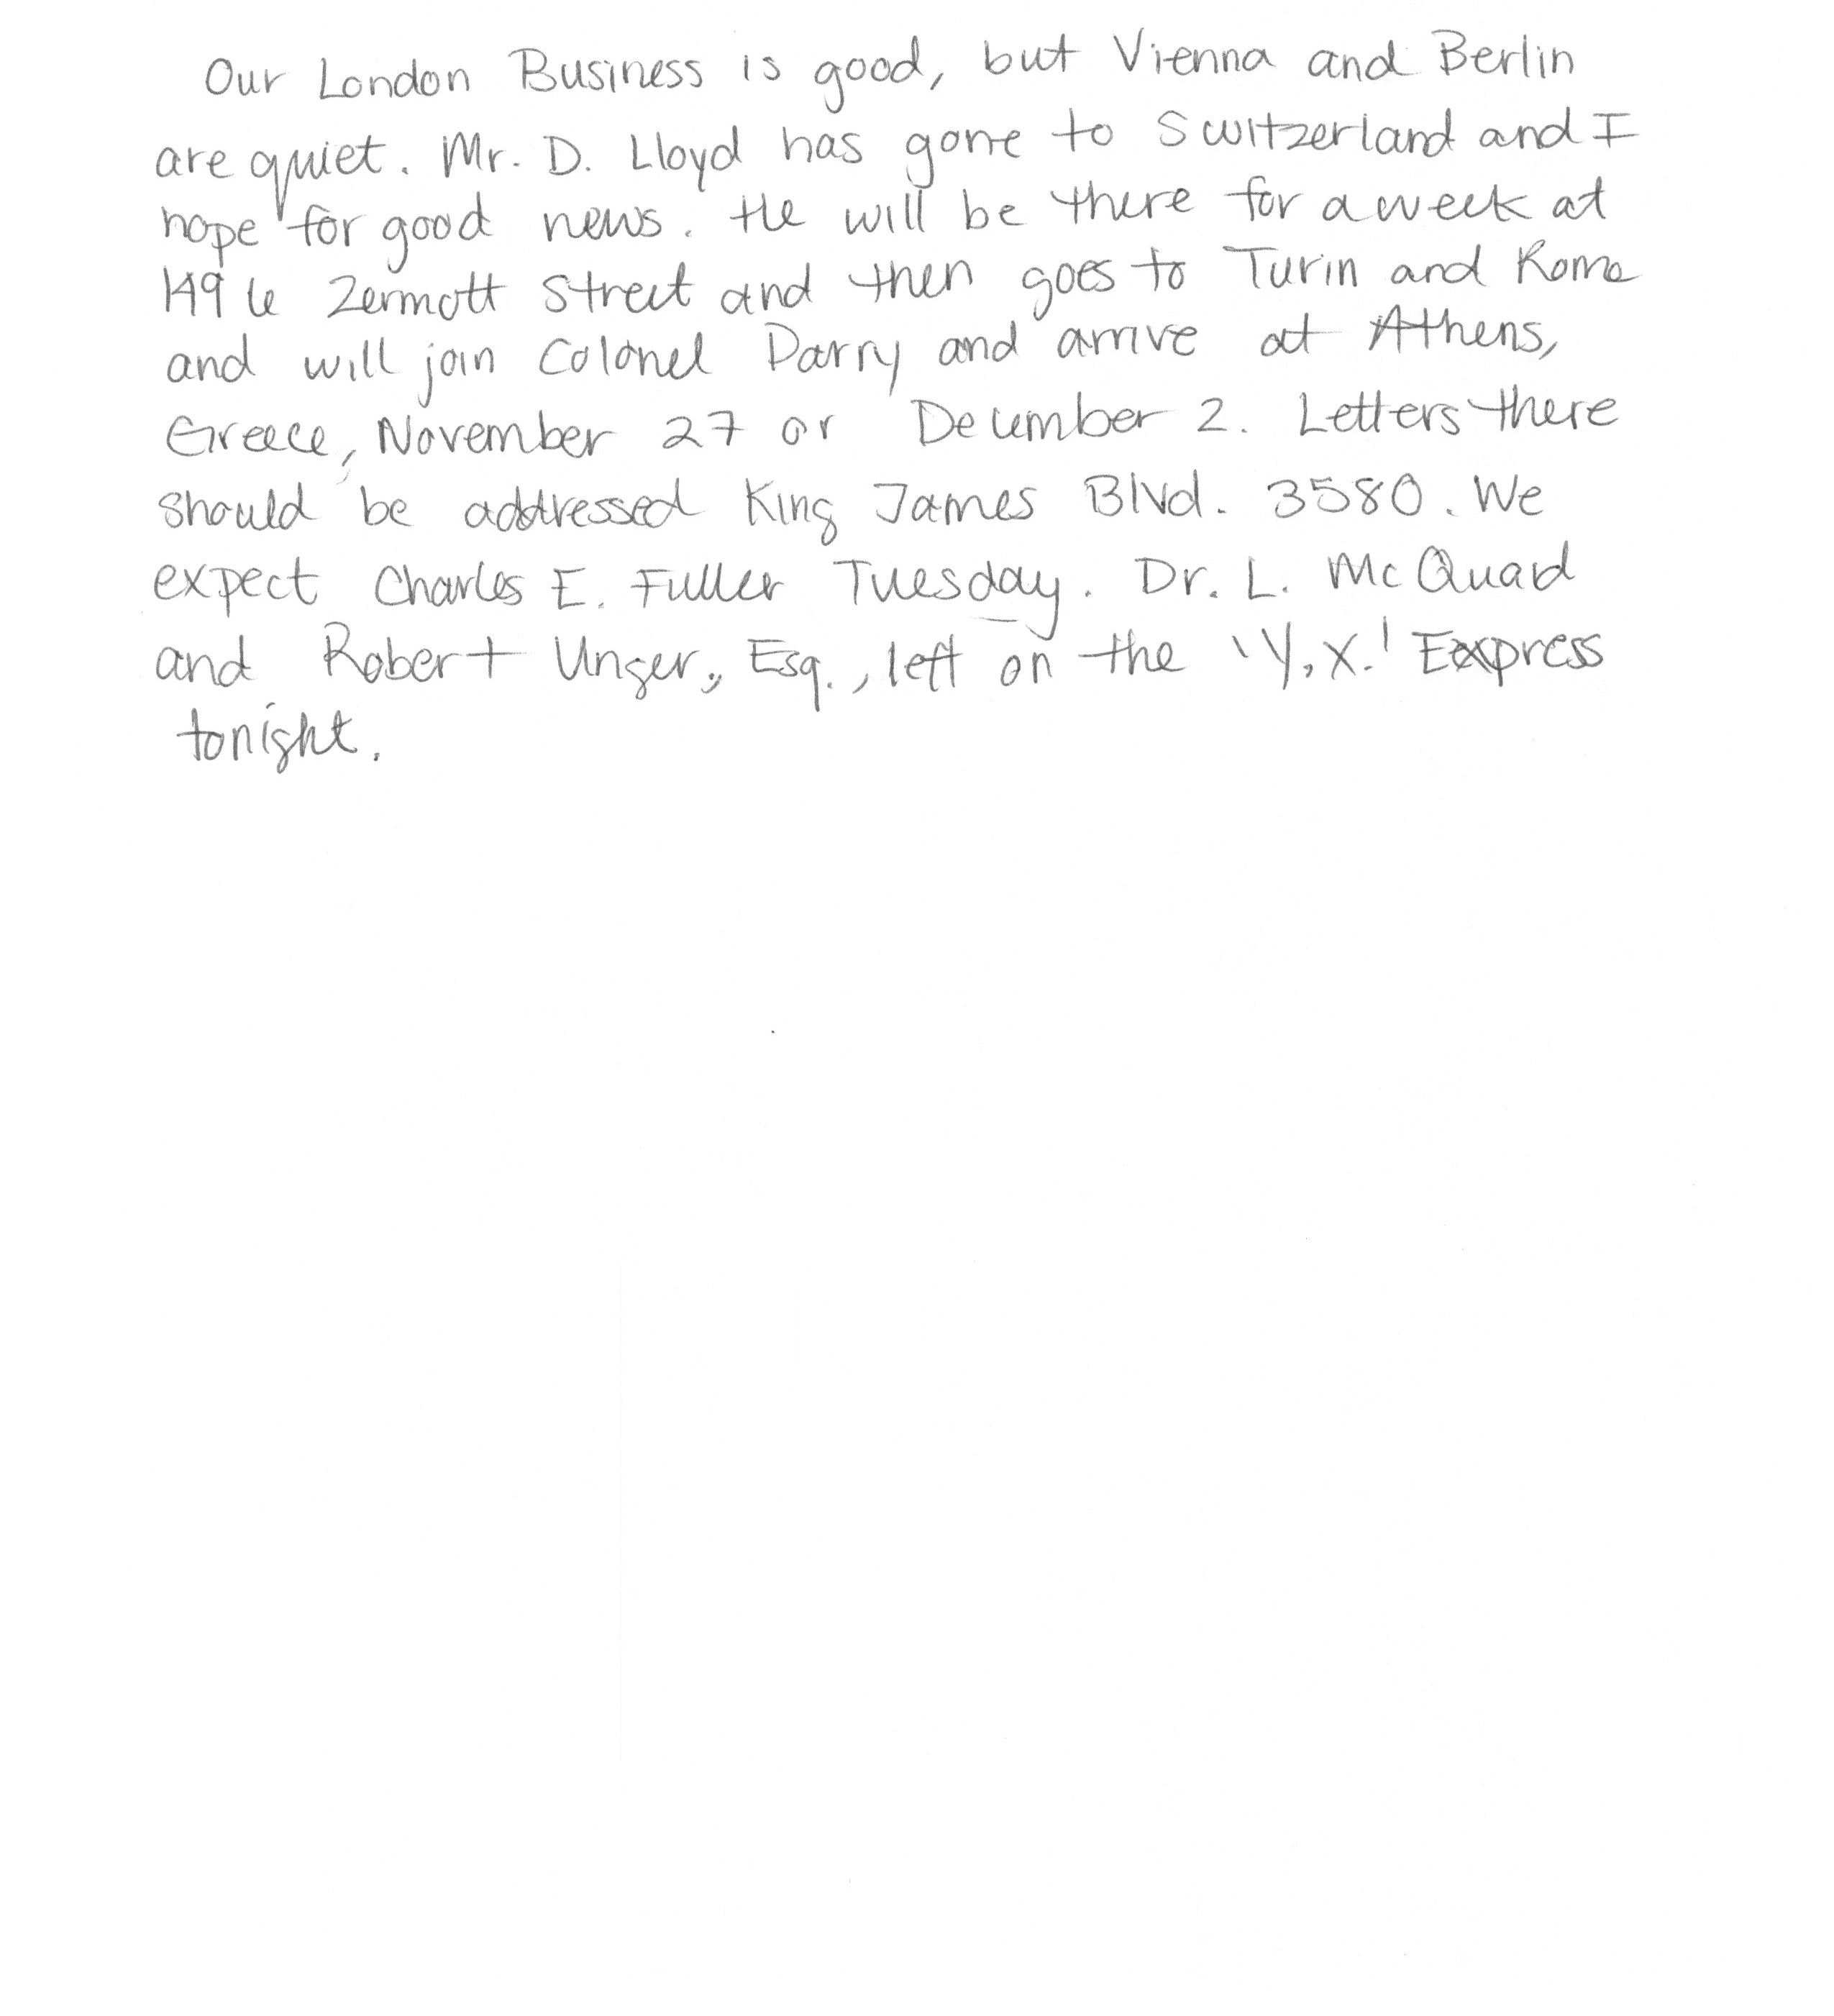 Our London Business is good, but Vienna and Berlin
are quiet. Mr. D. Lloyd has gone to Switzerland and I
hope for good news. He will be there for a week at
1496 Zermott Street and then goes to Turin and Rome
and will join Colonel Parry and arrive at Athens,
Greece, November 27 or December 2. Letters there
should be addressed King James Blvd. 3580. We
expect Charles E. Fuller Tuesday. Dr. L. McQuaid
and Robert Unger, Esq., left on the 'Y.X.' Express
tonight.